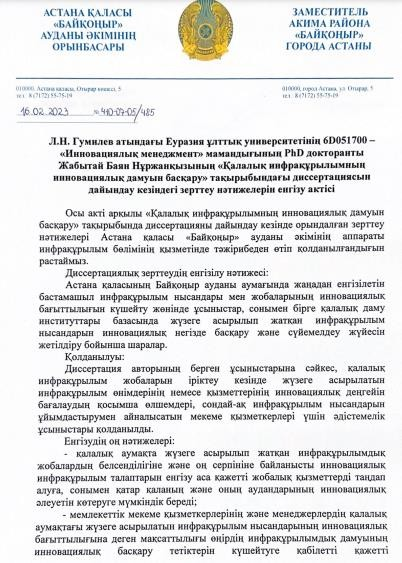 АСТАНА ҚАЛАСЫ
«БАЙҚОҢЫР»
АУДАНЫ ӘКІМІНІҢ
ОРЫНБАСАРЫ
ЗАМЕСТИТЕЛЬ
АКИМА РАЙОНА
«БАЙКОНЫР»
ГОРОДА АСТАНЫ
010000, Астана қаласы, Отырар көшесі, 5
тел.: 8 (7172) 55-75-19
010000, город Астана, ул. Отырар, 5
тел.: 8 (7172) 55-75-19
16.02.2023 № 410-07-05/485
Л.Н. Гумилев атындағы Еуразия ұлттық университетінің 6D051700 –
«Инновациялық менеджмент» мамандығының PhD докторанты
Жабытай Баян Нұржанқызының «Қалалық инфрақұрылымның
инновациялық дамуын басқару» тақырыбындағы диссертациясын
дайындау кезіндегі зерттеу нәтижелерін енгізу актісі
Осы акті арқылы «Қалалық инфрақұрылымның инновациялық дамуын
басқару» тақырыбында диссертацияны дайындау кезінде орындалған зерттеу
нәтижелері Астана қаласы «Байқоңыр» ауданы әкімінің аппараты
инфрақұрылым бөлімінің қызметінде тәжірибеден өтіп қолданылғандығын
растаймыз.
Диссертациялық зерттеудің енгізілу нәтижесі:
Астана қаласының Байқоңыр ауданы аумағында жаңадан енгізілетін
бастамашыл инфрақұрылым нысандары мен жобаларының инновациялық
бағыттылығын күшейту жөнінде ұсыныстар, сонымен бірге қалалық даму
институттары базасында жүзеге асырылып жатқан инфрақұрылым
нысандарын инновациялық негізде басқару және сүйемелдеу жүйесін
жетілдіру бойынша шаралар.
Қолданылуы:
Диссертация авторының берген ұсыныстарына сәйкес, қалалық
инфрақұрылым жобаларын іріктеу кезінде жүзеге асырылатын
инфрақұрылым өнімдерінің немесе қызметтерінің инновациялық деңгейін
бағалаудың қосымша өлшемдері, сондай-ақ инфрақұрылым нысандарын
ұйымдастырумен айналысатын мекеме қызметкерлері үшін әдістемелік
ұсыныстары қолданылды.
Енгізудің оң нәтижелері:
- қалалық аумақта жүзеге асырылып жатқан инфрақұрылымдық
жобалардың белсенділігіне және оң серпініне байланысты инновациялық
инфрақұрылым талаптарын енгізу аса қажетті жобалық қызметтерді таңдап
алуға, сонымен қатар қаланың және оның аудандарының инновациялық
әлеуетін көтеруге мүмкіндік береді;
- мемлекеттік мекеме қызметкерлерінің және менеджерлердің қалалық
аумақтағы жүзеге асырылатын инфрақұрылым нысандарының инновациялық
бағыттылығына деген мақсаттылығы өңірдің инфрақұрылымдық дамуының
инновациялық басқару тетіктерін күшейтуге қабілетті қажетті